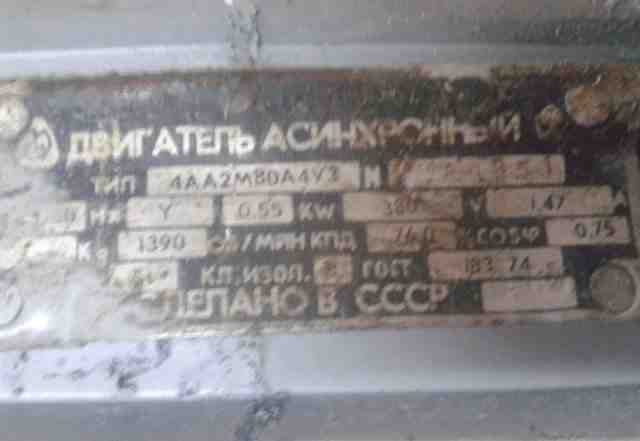 ДВИГАТЕЛЬ АСИНХРОННЫЙ
ТИП 4АА2М80А4У3 N
Y 0.55 KW 380 V 1.47 A
Kg 1390 ОБ/МИН КПД % COSφ 0.75
КЛ. ИЗОЛ. ГОСТ 183 74
СДЕЛАНО В СССР